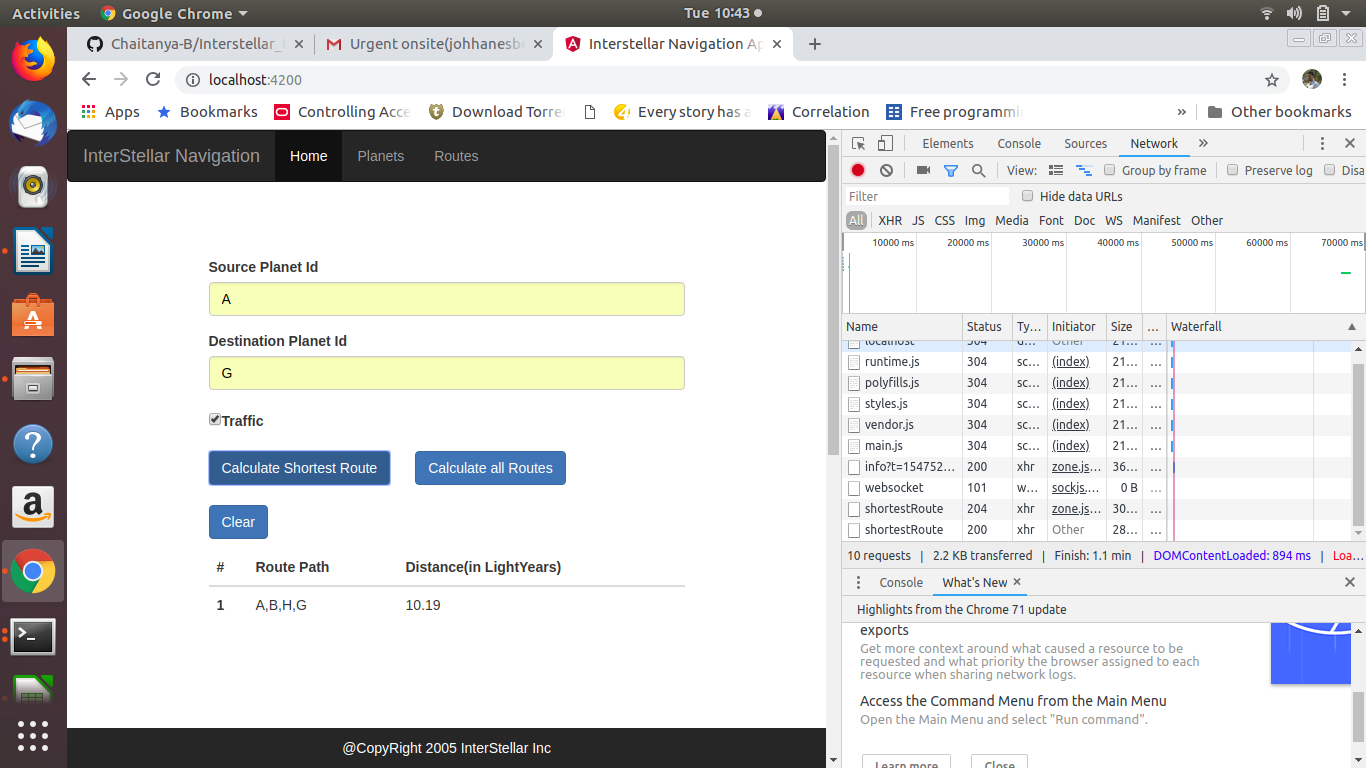 Activities Google Chrome Tue 10:43
Chaitanya-B/Interstellar_ Urgent onsite(johhanesb Interstellar Navigation Ap
localhost:4200
Apps Bookmarks Controlling Acce Download Torre Every story has a Correlation Free programmi » Other bookmarks
InterStellar Navigation Home Planets Routes
Source Planet Id
A
Destination Planet Id
G
Traffic
Calculate Shortest Route Calculate all Routes
Clear
# Route Path Distance(in LightYears)
1 A,B,H,G 10.19
@CopyRight 2005 InterStellar Inc
Elements Console Sources Network »
View: Group by frame Preserve log Disa
Filter Hide data URLs
All XHR JS CSS Img Media Font Doc WS Manifest Other
10000 ms 20000 ms 30000 ms 40000 ms 50000 ms 60000 ms 70000 ms
Name Status Ty... Initiator Size ... Waterfall
localhost 304 d... Other 21... ...
runtime.js 304 sc... (index) 21... ...
polyfills.js 304 sc... (index) 21... ...
styles.js 304 sc... (index) 21... ...
vendor.js 304 sc... (index) 21... ...
main.js 304 sc... (index) 21... ...
info?t=154752... 200 xhr zone.js... 36... ...
websocket 101 w... sockjs.... 0 B ...
shortestRoute 204 xhr zone.js... 30... ...
shortestRoute 200 xhr Other 28... ...
10 requests | 2.2 KB transferred | Finish: 1.1 min | DOMContentLoaded: 894 ms | Loa...
Console What's New
Highlights from the Chrome 71 update
exports
Get more context around what caused a resource to be
requested and what priority the browser assigned to each
resource when sharing network logs.
Access the Command Menu from the Main Menu
Open the Main Menu and select "Run command".
Learn more Close